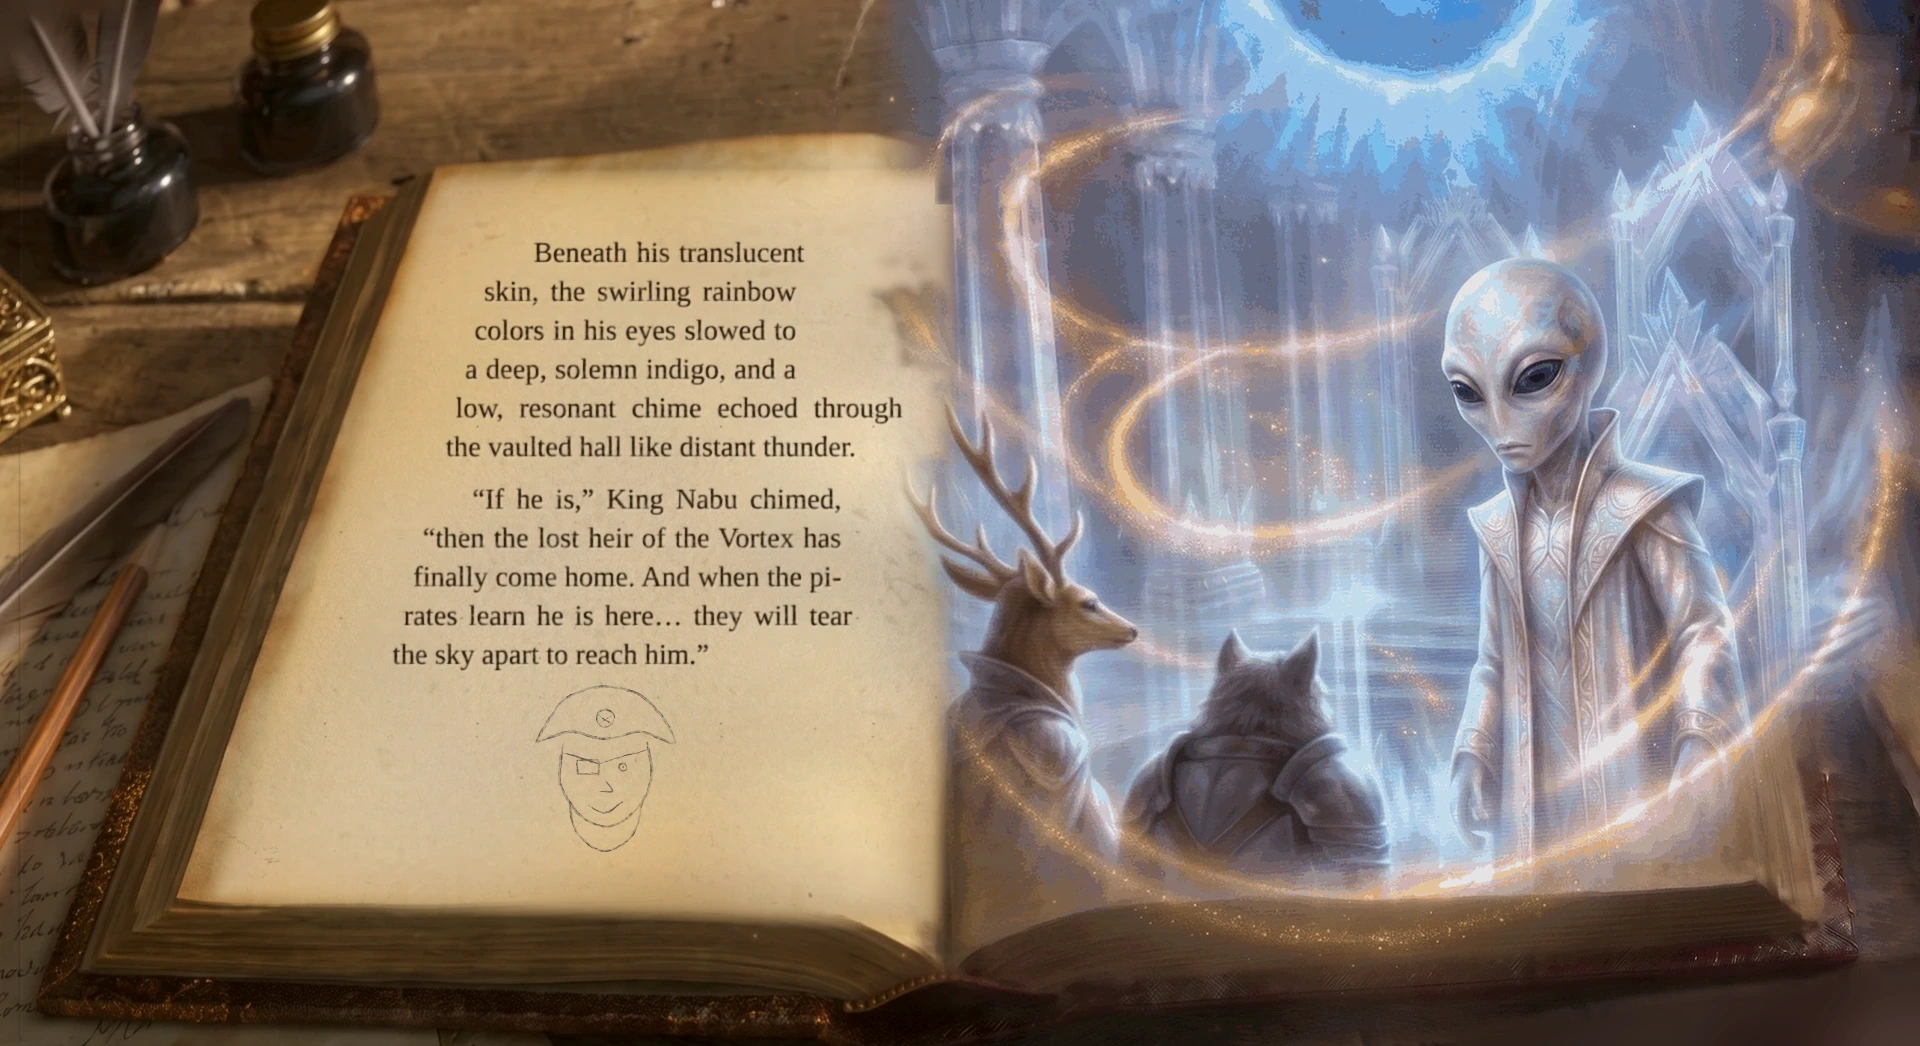 Beneath his translucent
skin, the swirling rainbow
colors in his eyes slowed to
a deep, solemn indigo, and a
low, resonant chime echoed through
the vaulted hall like distant thunder.
“If he is,” King Nabu chimed,
“then the lost heir of the Vortex has
finally come home. And when the pi-
rates learn he is here… they will tear
the sky apart to reach him.”